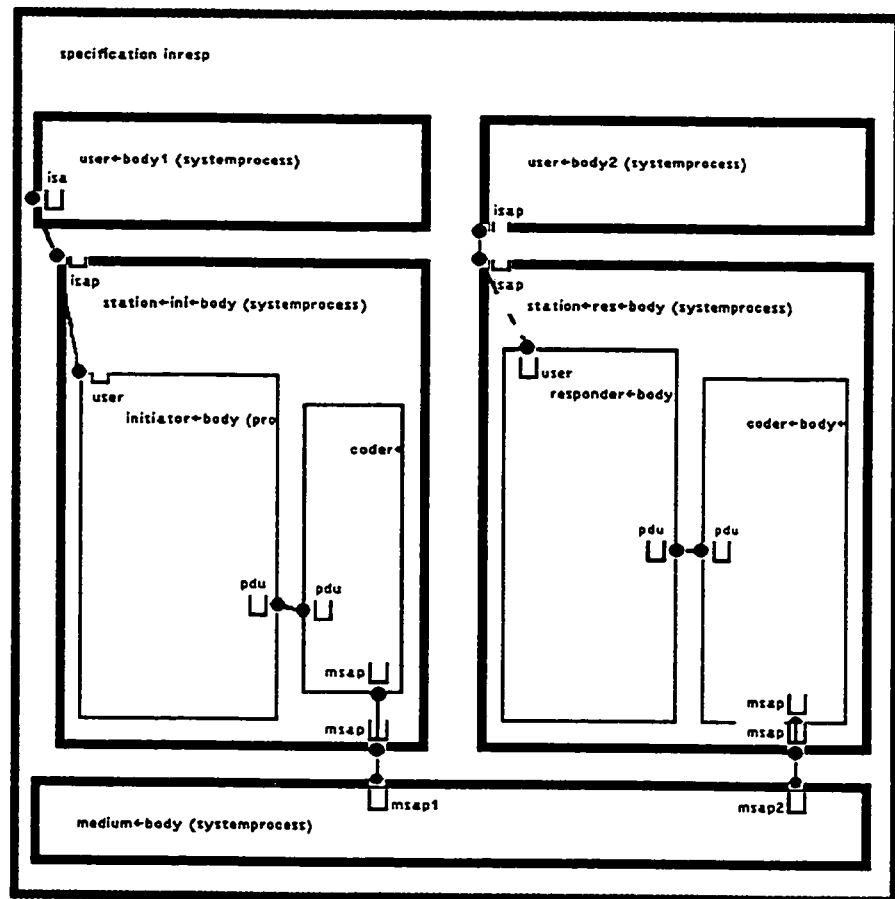 specification inresp
user←body1 (systemprocess)
isa
user←body2 (systemprocess)
isap
isap
station←ini←body (systemprocess)
isap
station←res←body (systemprocess)
user
initiator←body (pro
coder←
user
responder←body
coder←body←
pdu
pdu
pdu
pdu
msap
msap
msap
msap
medium←body (systemprocess)
msap1
msap2